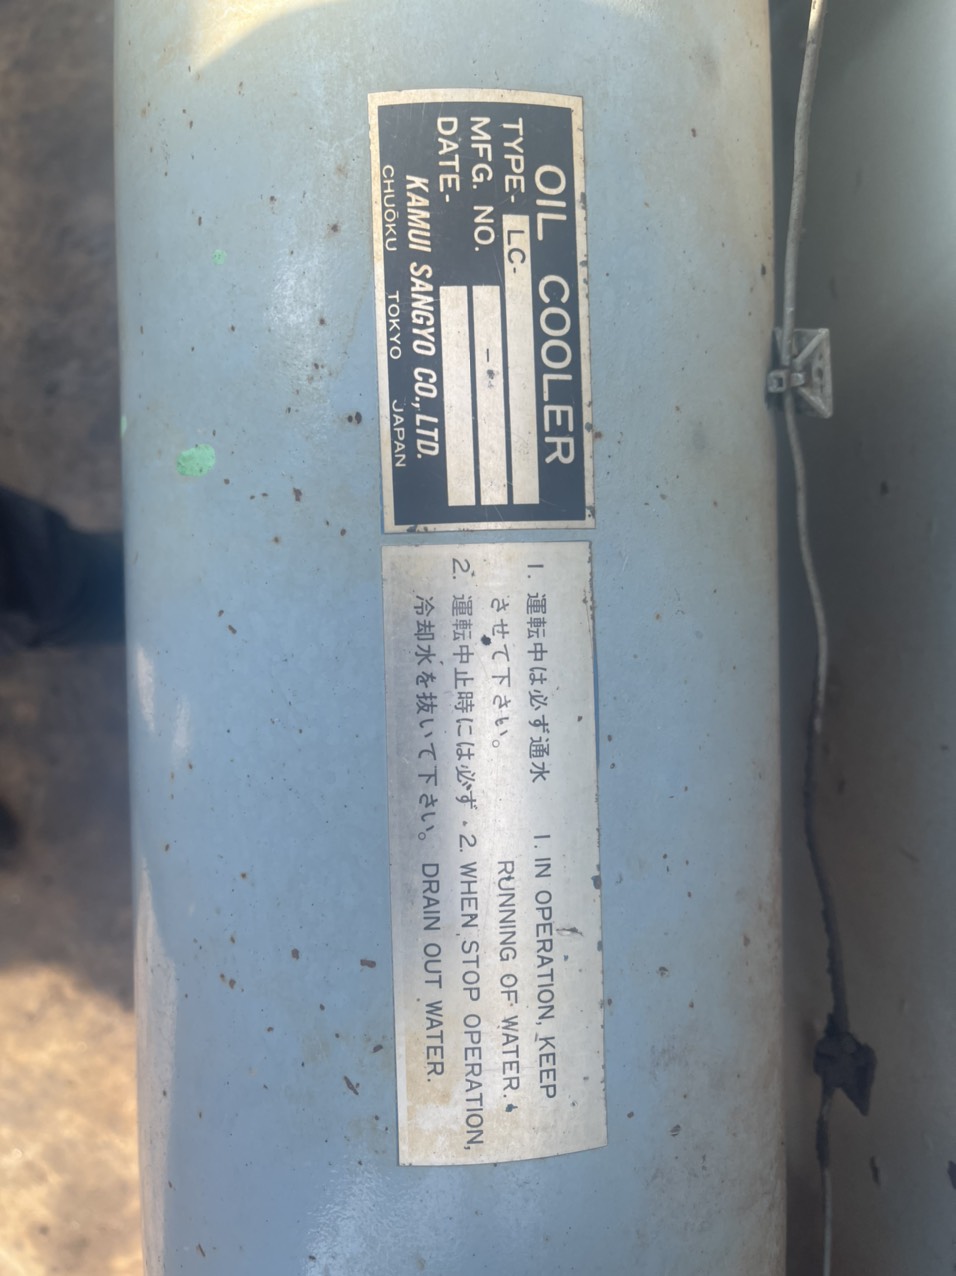 OIL COOLER
TYPE- LC-
MFG. NO. -
DATE-
KAMUI SANGYO CO., LTD.
CHUŌKU TOKYO JAPAN
1. 運転中は必ず通水
させて下さい。
2. 運転中止時には必ず
冷却水を抜いて下さい。
1. IN OPERATION, KEEP
RUNNING OF WATER.
2. WHEN STOP OPERATION,
DRAIN OUT WATER.